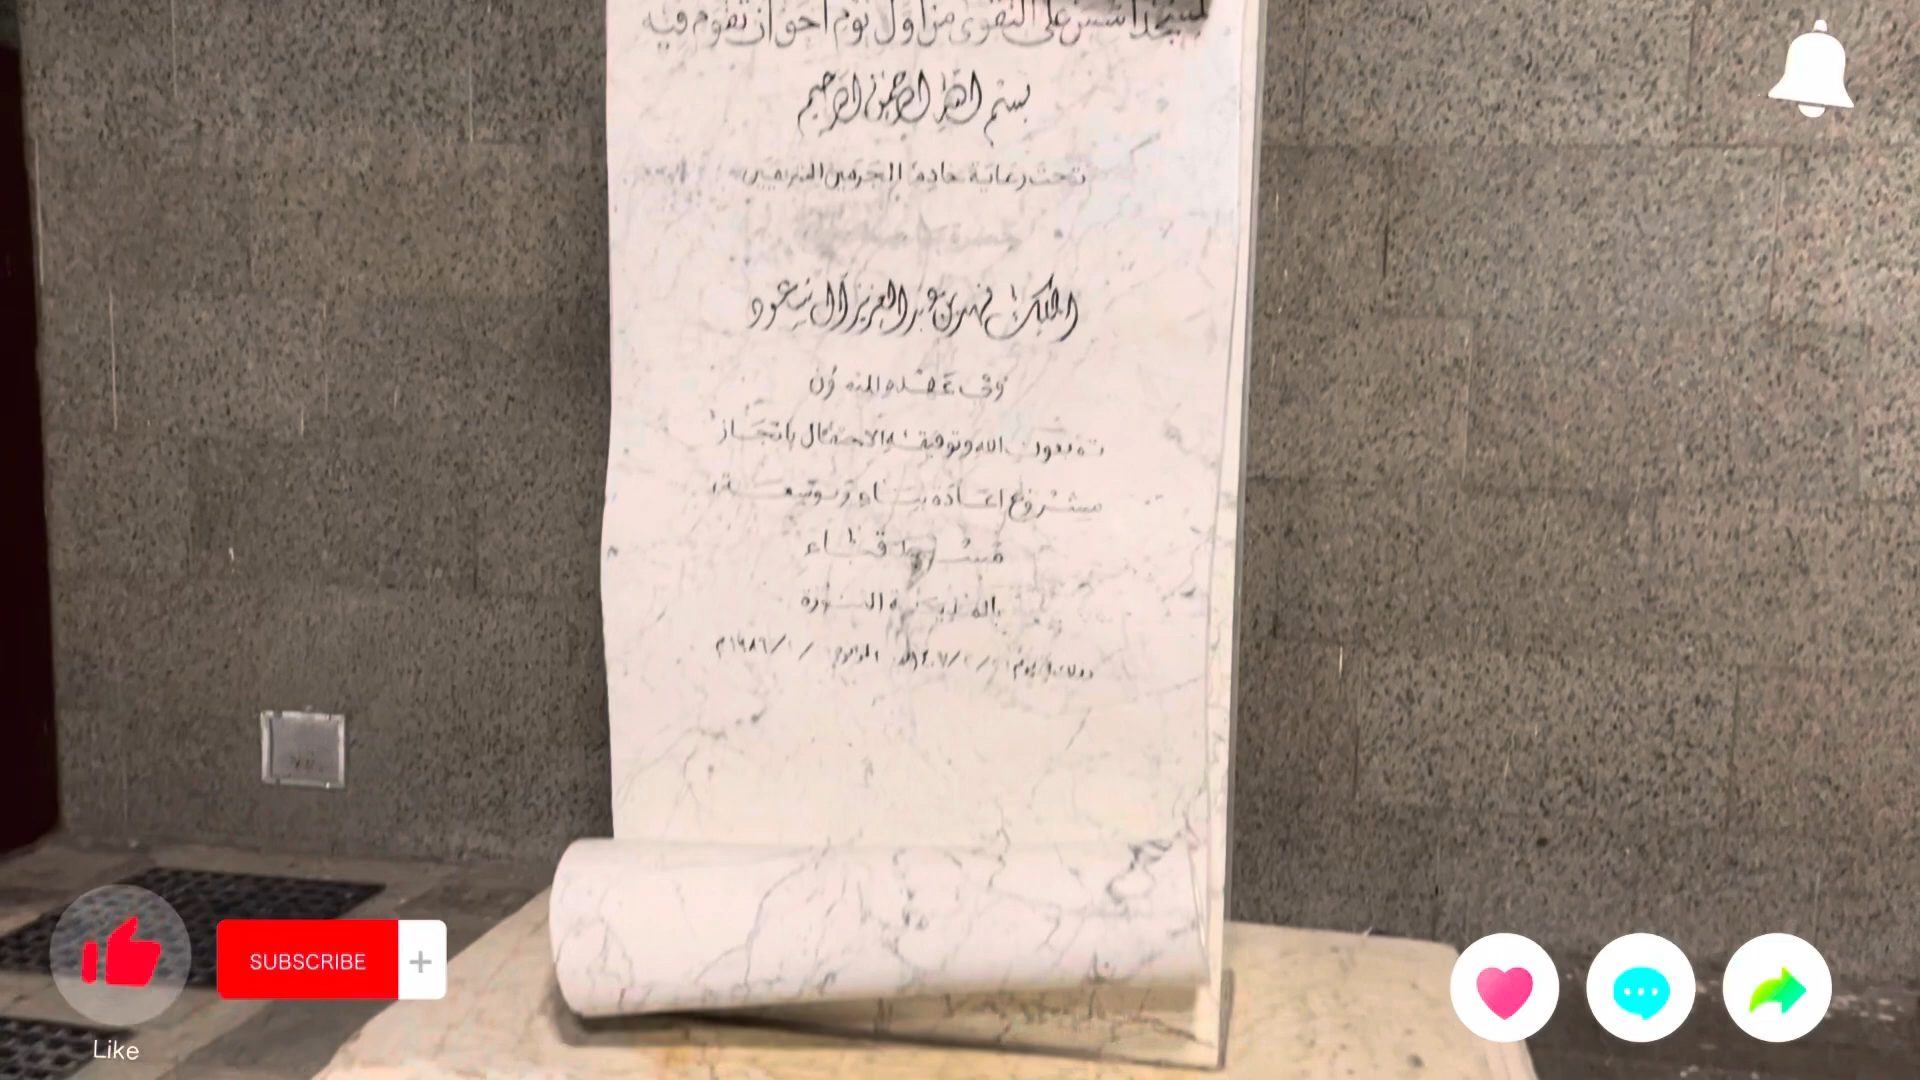 لمسجد أسس على التقوى من أول يوم أحق أن تقوم فيه
بسم الله الرحمن الرحيم
تحت رعاية خادم الحرمين الشريفين
الملك فهد بن عبد العزيز آل سعود
وفي عهده الميمون
تم بعون الله وتوفيقه الاحتفال بانجاز
مشروع اعادة بناء وتوسعة
مسجد قباء
بالمدينة المنورة
SUBSCRIBE +
Like